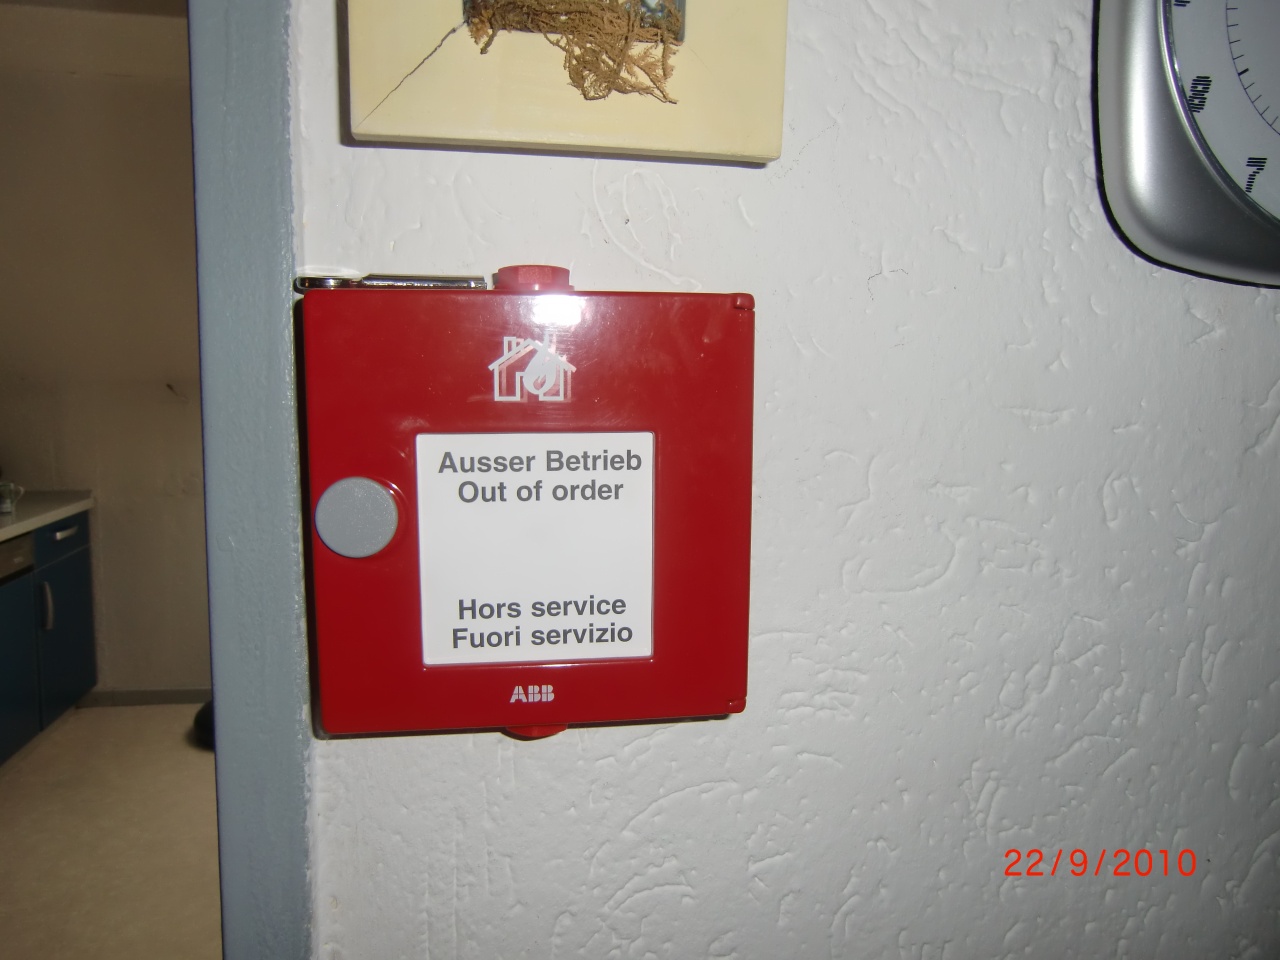 Ausser Betrieb
Out of order
Hors service
Fuori servizio
ABB
22/9/2010